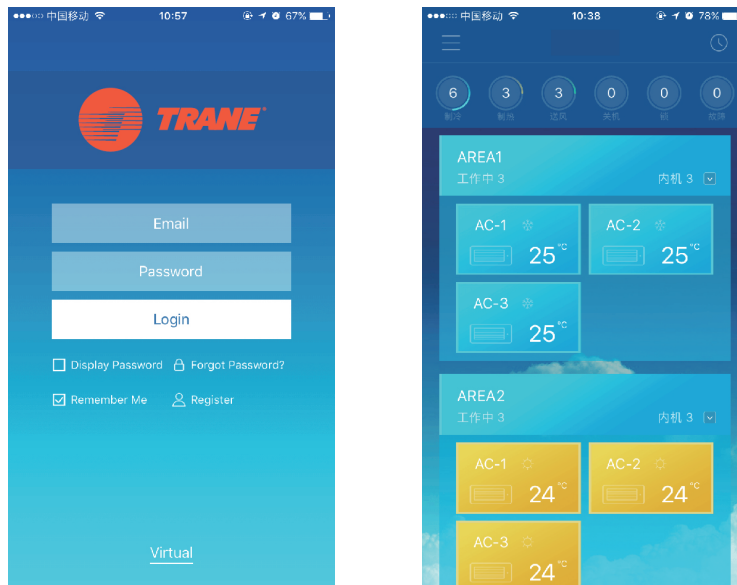 中国移动 10:57 67%
TRANE
Email
Password
Login
Display Password Forgot Password?
Remember Me Register
Virtual
中国移动 10:38 78%
6 3 3 0 0 0
制冷 制热 送风 关机 锁 故障
AREA1
工作中 3 内机 3
AC-1 AC-2
25°C 25°C
AC-3
25°C
AREA2
工作中 3 内机 3
AC-1 AC-2
24°C 24°C
AC-3
24°C